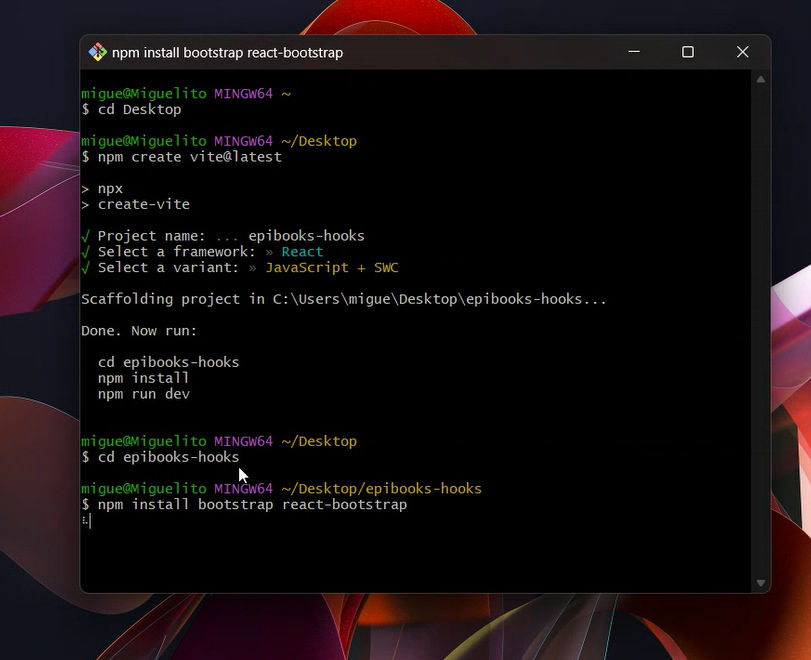 npm install bootstrap react-bootstrap
migue@Miguelito MINGW64 ~
$ cd Desktop
migue@Miguelito MINGW64 ~/Desktop
$ npm create vite@latest
> npx
> create-vite
√ Project name: ... epibooks-hooks
√ Select a framework: » React
√ Select a variant: » JavaScript + SWC
Scaffolding project in C:\Users\migue\Desktop\epibooks-hooks...
Done. Now run:
cd epibooks-hooks
npm install
npm run dev
migue@Miguelito MINGW64 ~/Desktop
$ cd epibooks-hooks
migue@Miguelito MINGW64 ~/Desktop/epibooks-hooks
$ npm install bootstrap react-bootstrap